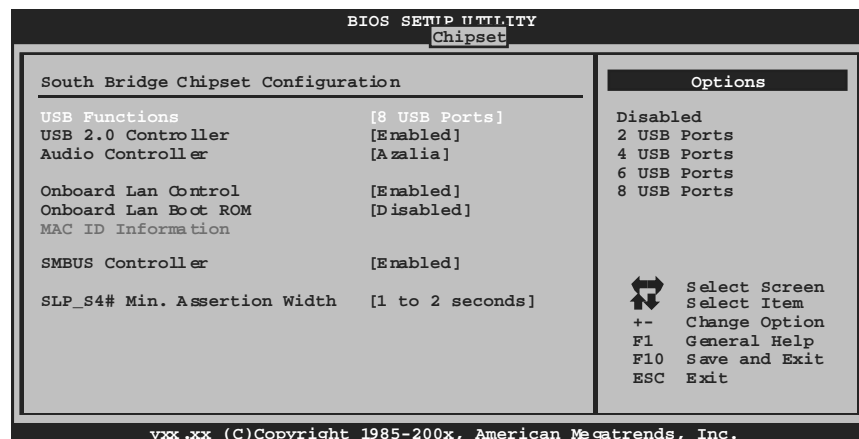 BIOS SETUP UTILITY
Chipset
South Bridge Chipset Configuration
USB Functions [8 USB Ports]
USB 2.0 Controller [Enabled]
Audio Controller [Azalia]
Onboard Lan Control [Enabled]
Onboard Lan Boot ROM [Disabled]
MAC ID Information
SMBUS Controller [Enabled]
SLP_S4# Min. Assertion Width [1 to 2 seconds]
Options
Disabled
2 USB Ports
4 USB Ports
6 USB Ports
8 USB Ports
Select Screen
Select Item
+- Change Option
F1 General Help
F10 Save and Exit
ESC Exit
vxx.xx (C)Copyright 1985-200x, American Megatrends, Inc.